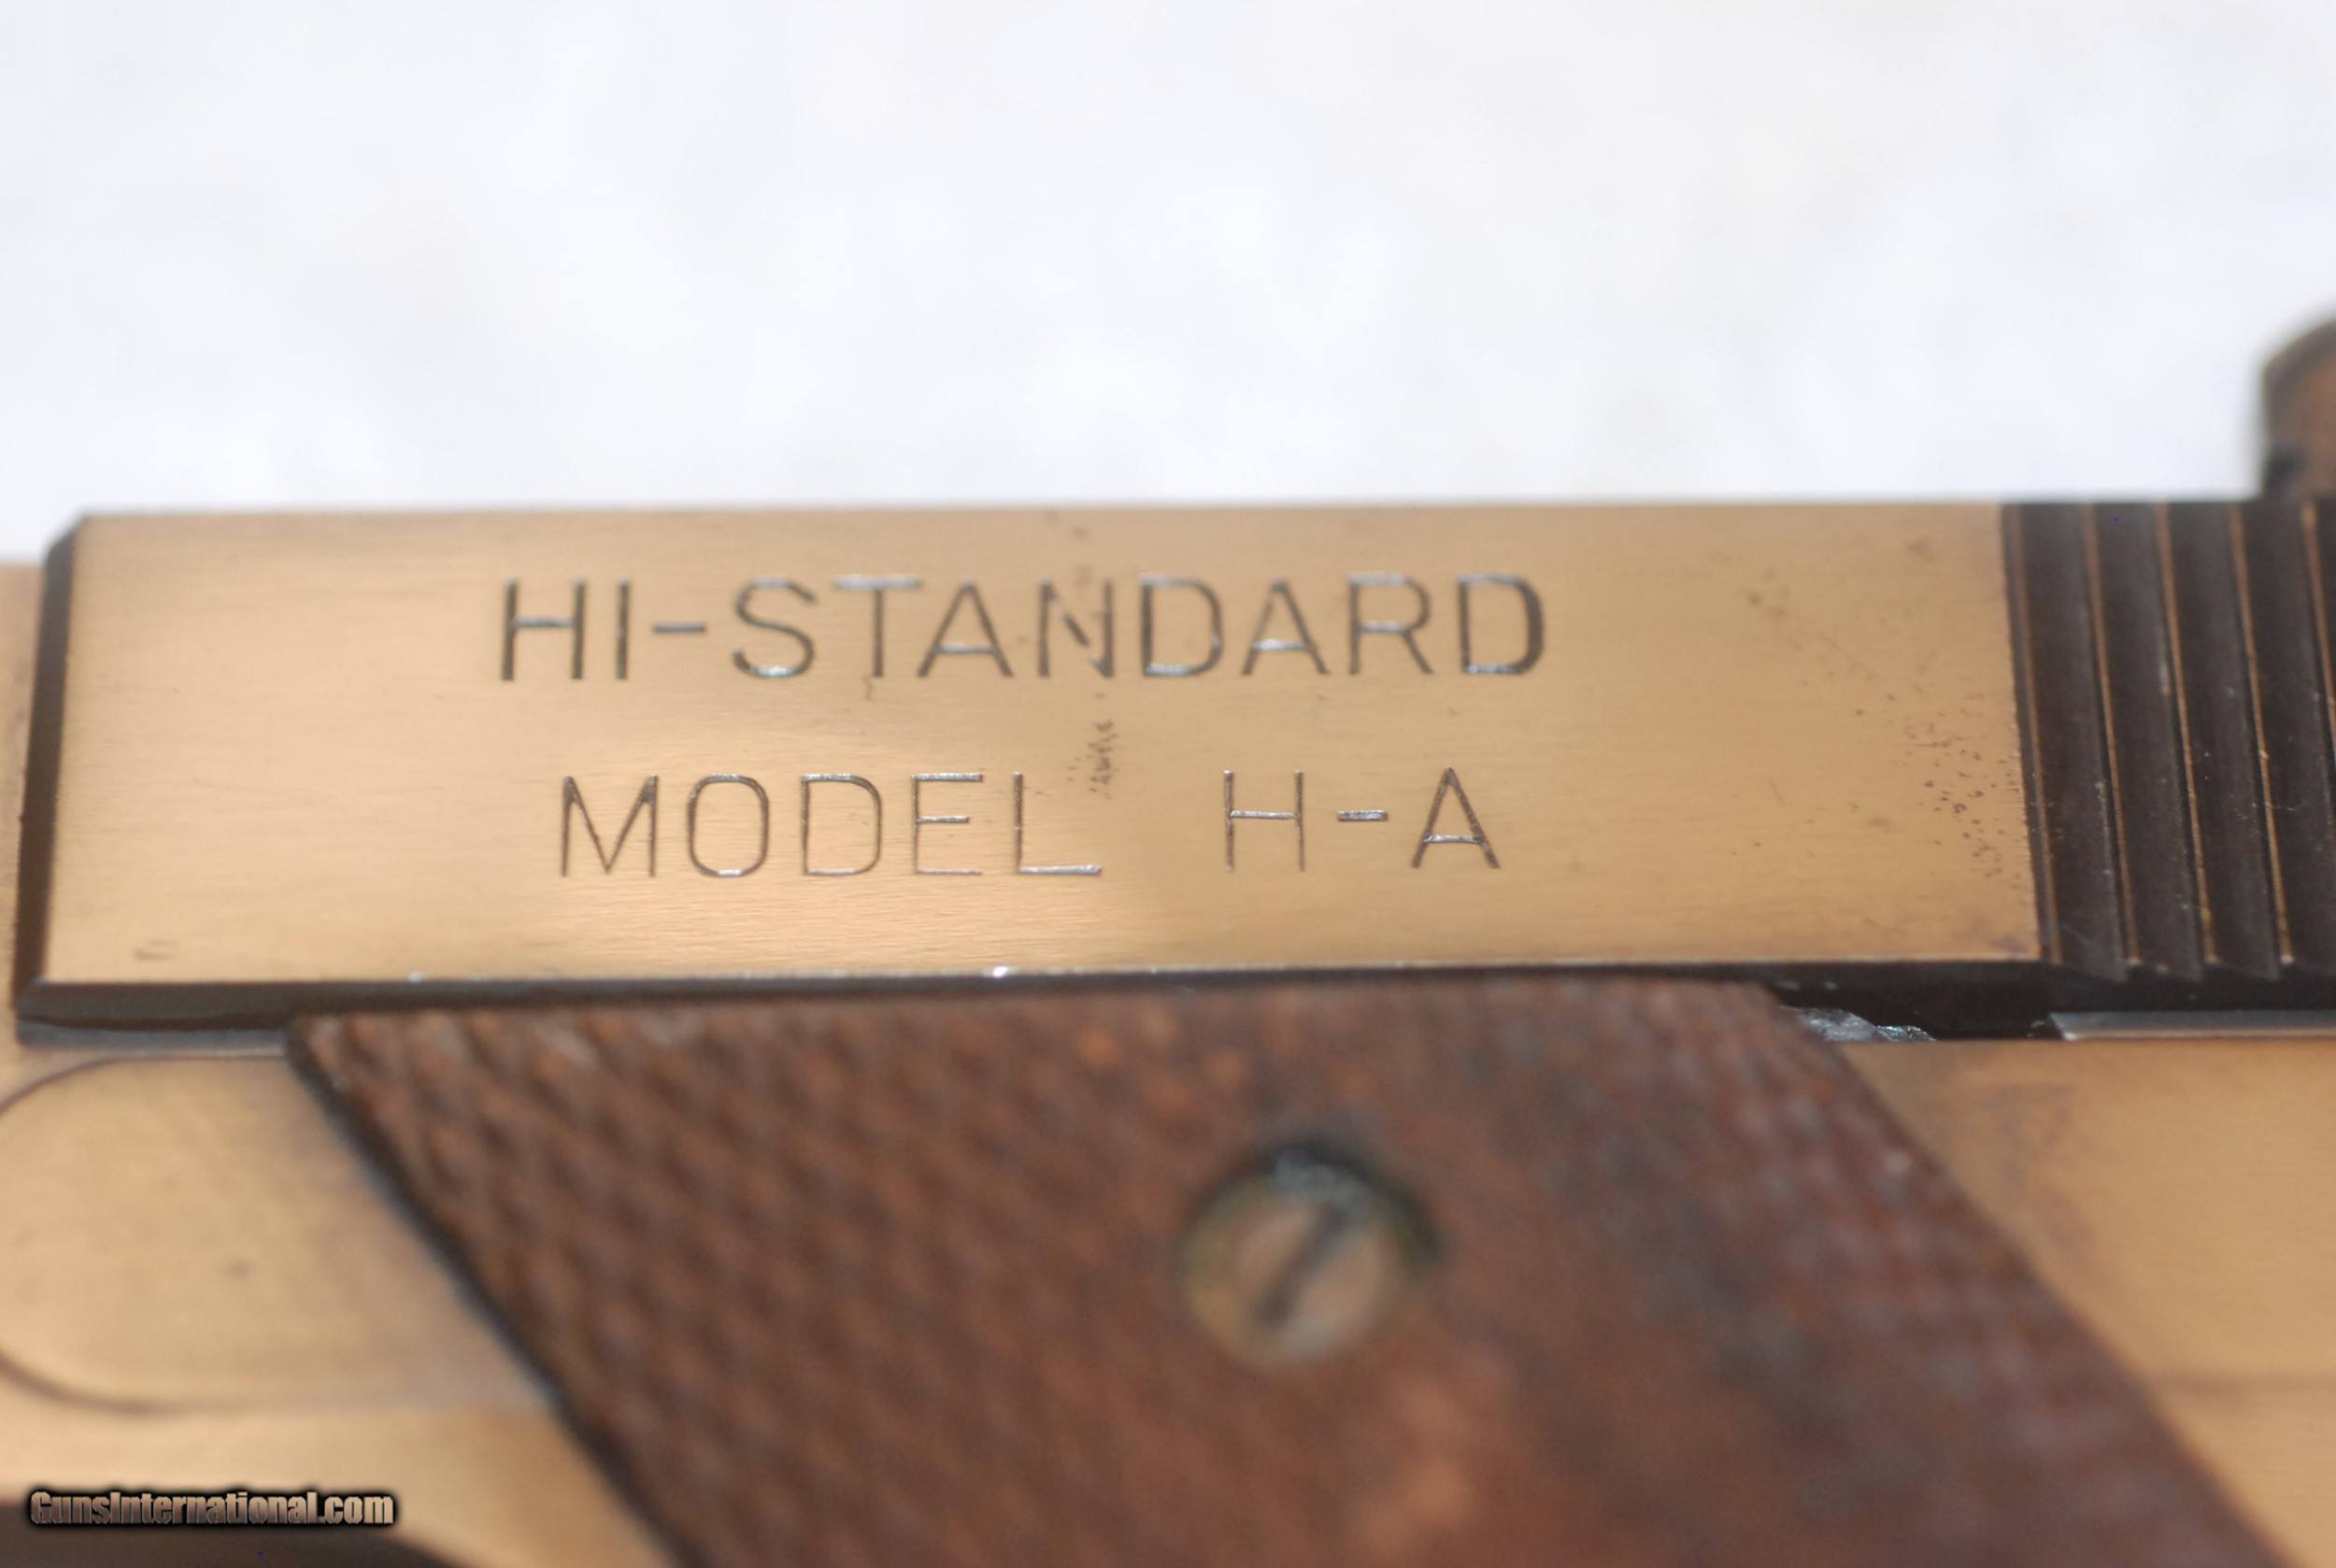 HI-STANDARD
MODEL H-A
GunsInternational.com